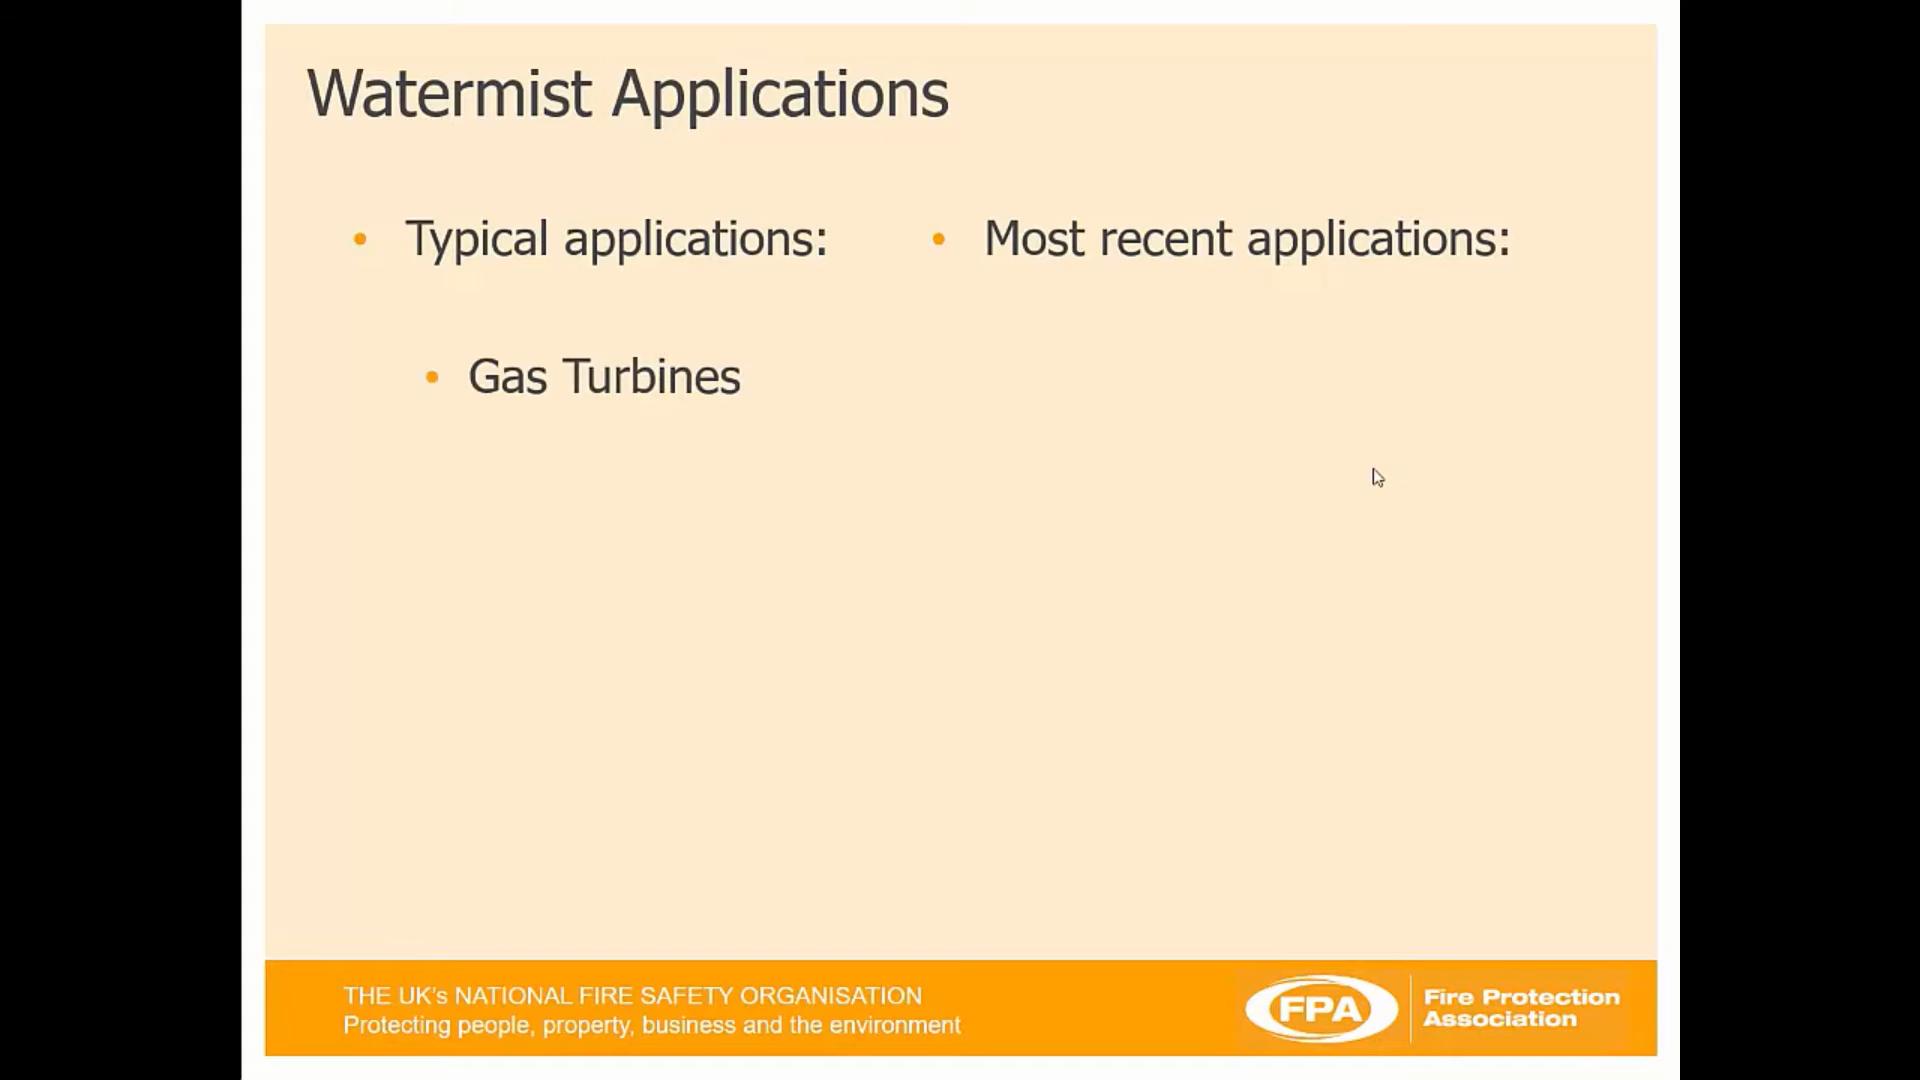 Watermist Applications
• Typical applications:
• Most recent applications:
• Gas Turbines
THE UK's NATIONAL FIRE SAFETY ORGANISATION
Protecting people, property, business and the environment
FPA
Fire Protection
Association